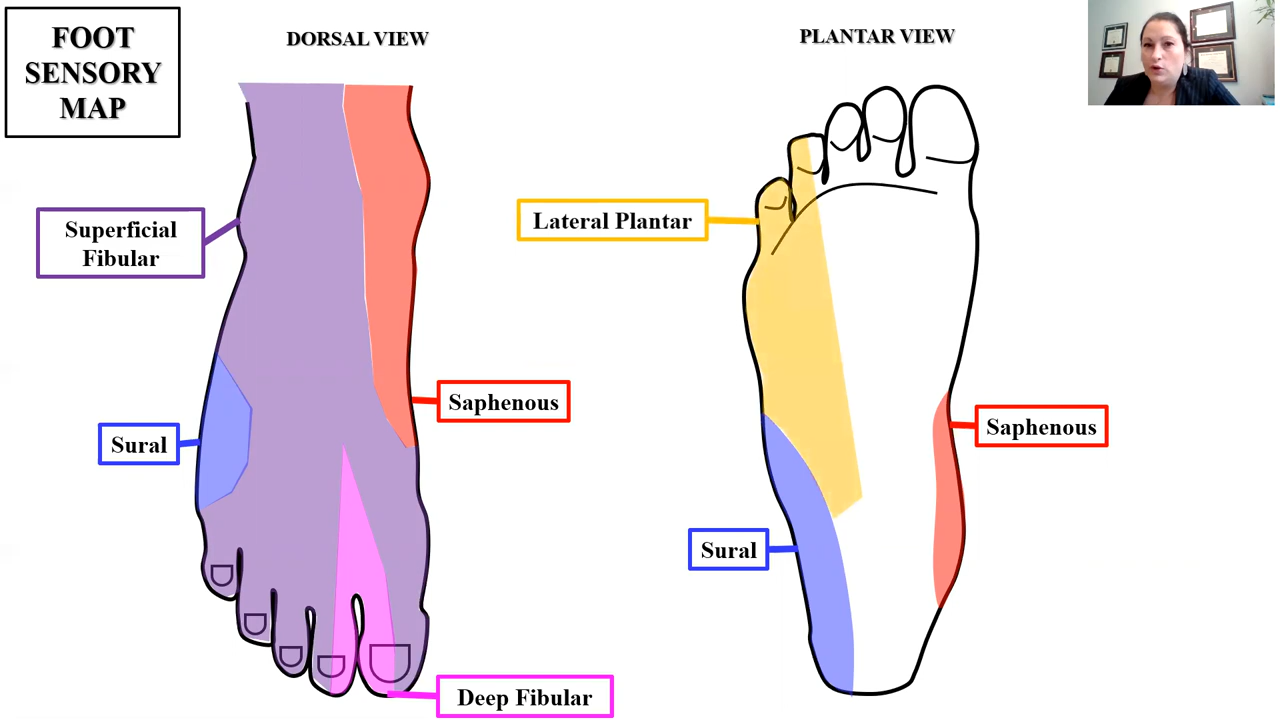 FOOT
SENSORY
MAP
DORSAL VIEW
PLANTAR VIEW
Superficial
Fibular
Lateral Plantar
Saphenous
Saphenous
Sural
Sural
Deep Fibular